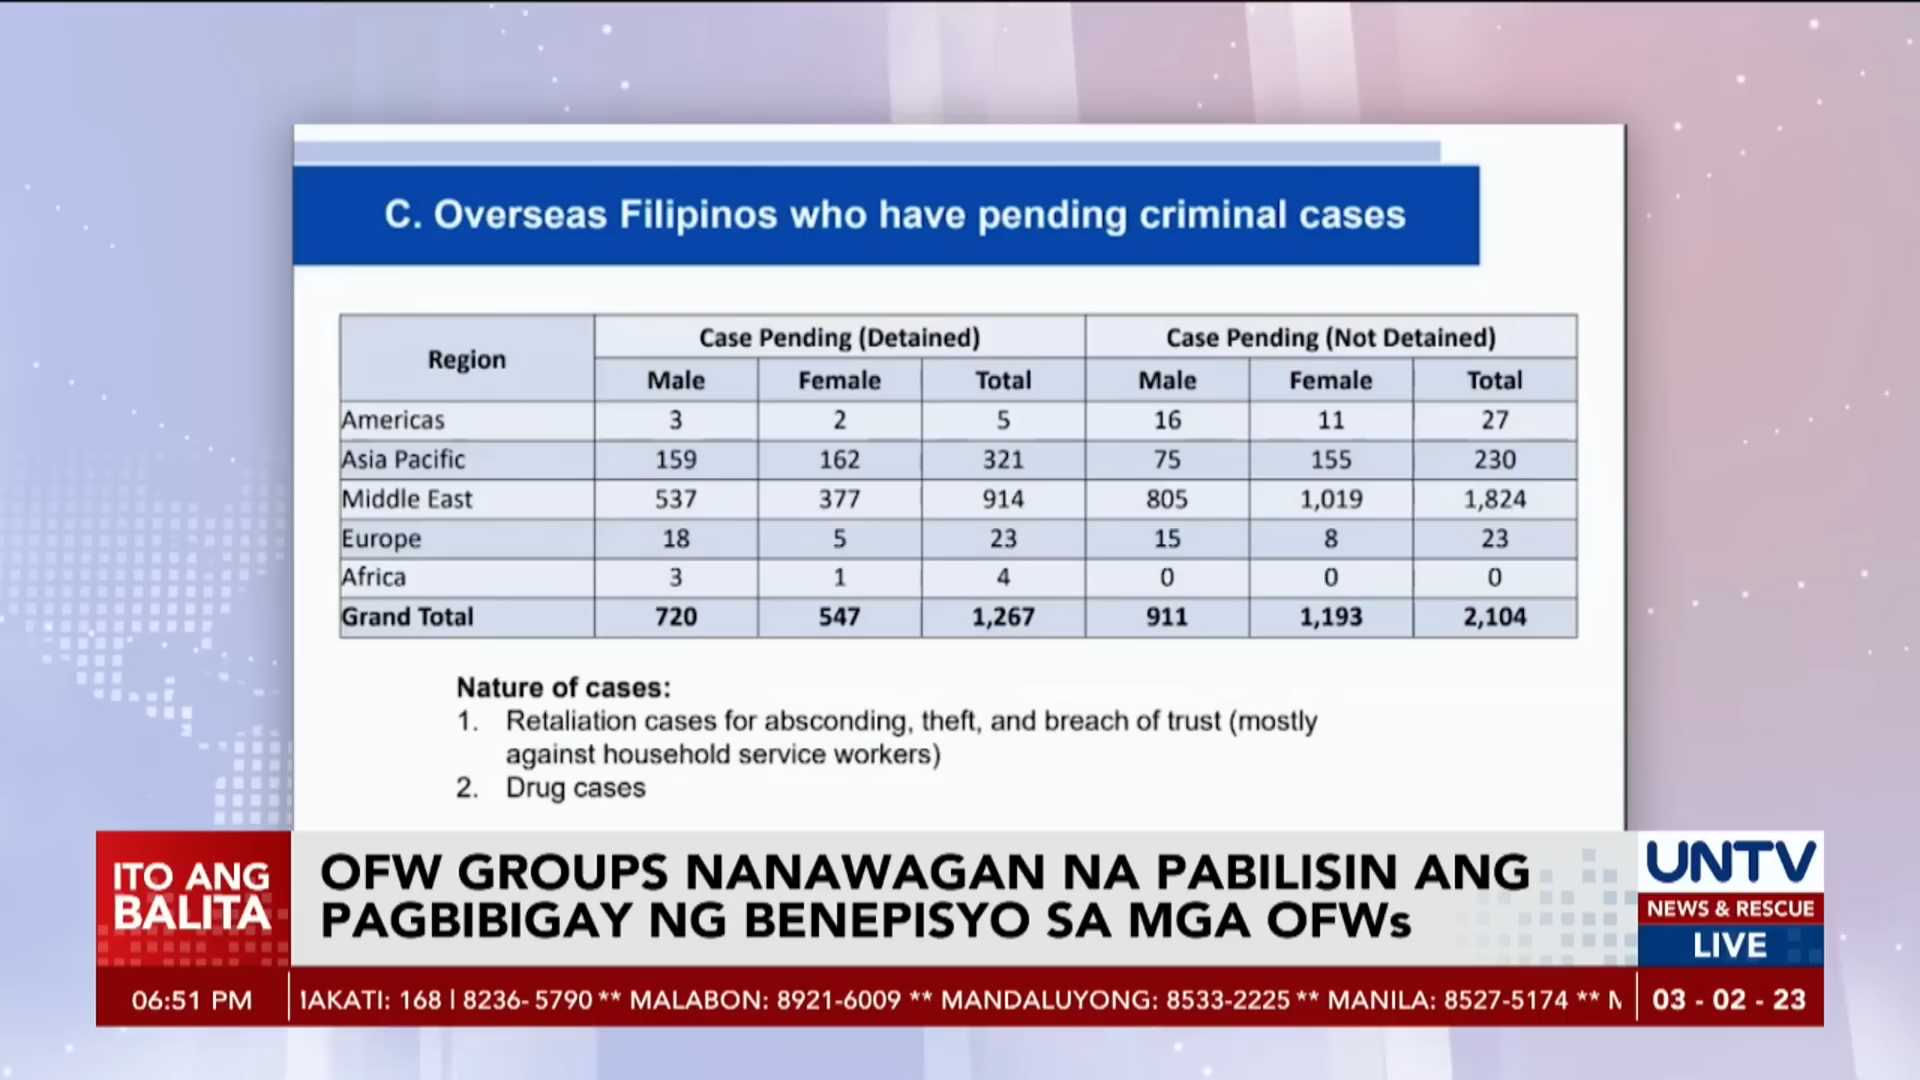 C. Overseas Filipinos who have pending criminal cases
Region Case Pending (Detained) Case Pending (Not Detained)
Male Female Total Male Female Total
Americas 3 2 5 16 11 27
Asia Pacific 159 162 321 75 155 230
Middle East 537 377 914 805 1,019 1,824
Europe 18 5 23 15 8 23
Africa 3 1 4 0 0 0
Grand Total 720 547 1,267 911 1,193 2,104
Nature of cases:
1. Retaliation cases for absconding, theft, and breach of trust (mostly
against household service workers)
2. Drug cases
ITO ANG
BALITA
OFW GROUPS NANAWAGAN NA PABILISIN ANG
PAGBIBIGAY NG BENEPISYO SA MGA OFWs
UNTV
NEWS & RESCUE
LIVE
06:51 PM
AKATI: 168 | 8236- 5790 ** MALABON: 8921-6009 ** MANDALUYONG: 8533-2225 ** MANILA: 8527-5174 **
03 - 02 - 23